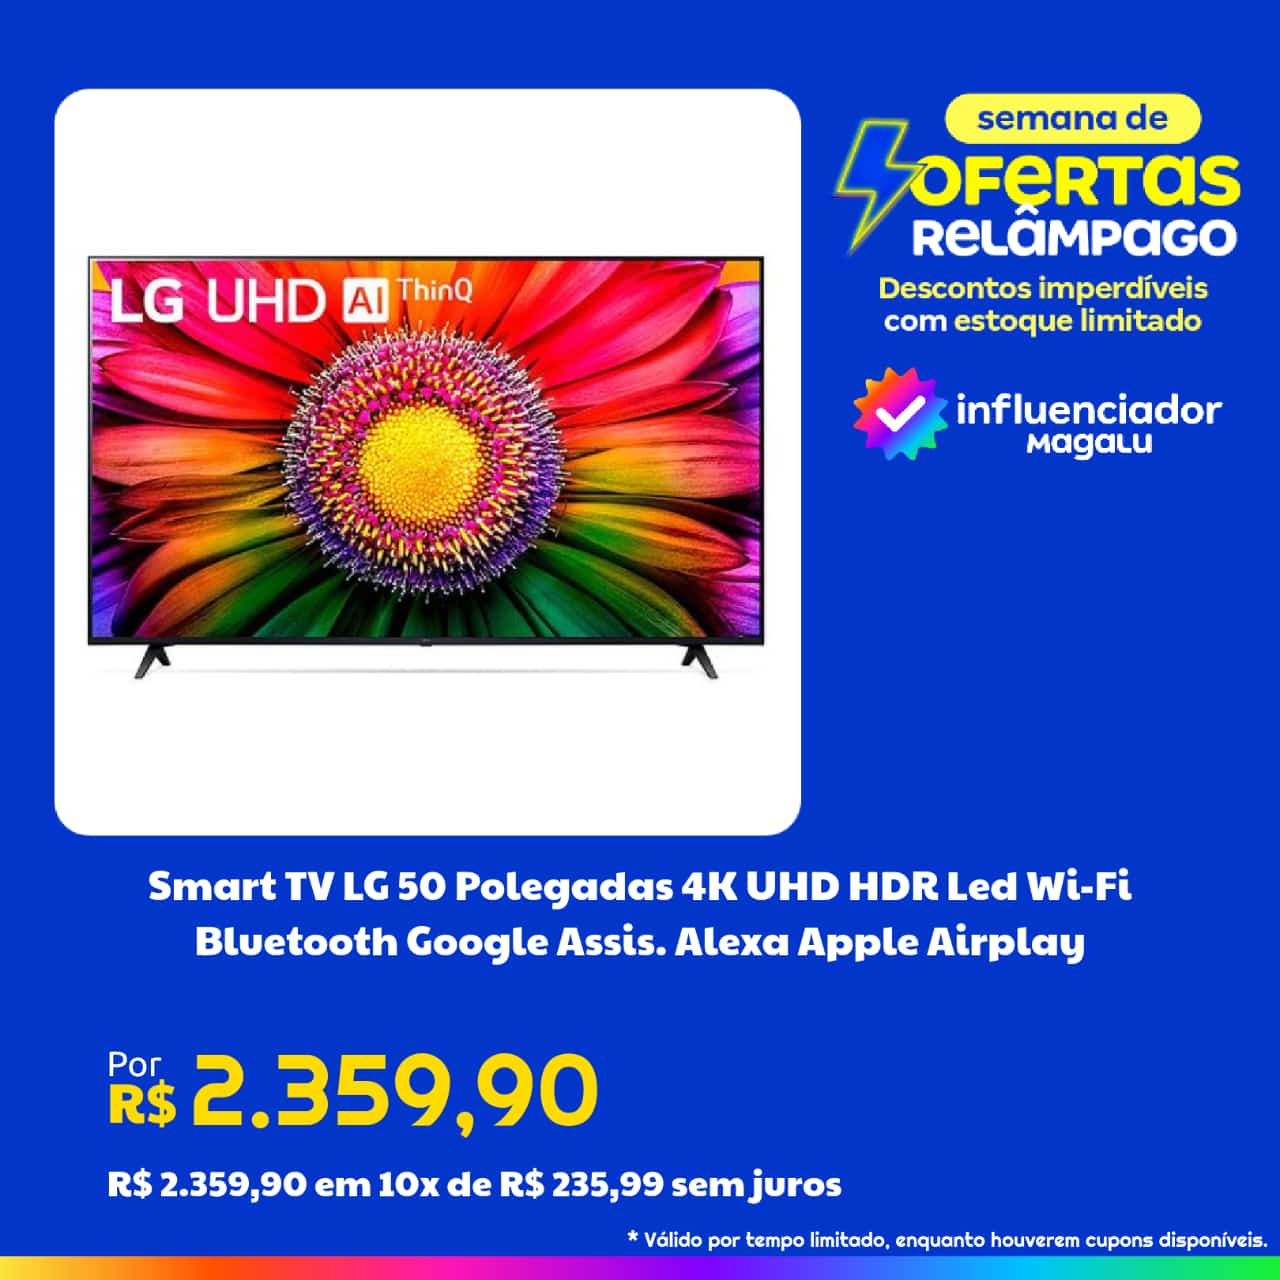 semana de
OFERTAS
RELÂMPAGO
Descontos imperdíveis
com estoque limitado
influenciador
MAGALU
LG UHD AI ThinQ
Smart TV LG 50 Polegadas 4K UHD HDR Led Wi-Fi
Bluetooth Google Assis. Alexa Apple Airplay
Por
R$ 2.359,90
R$ 2.359,90 em 10x de R$ 235,99 sem juros
* Válido por tempo limitado, enquanto houverem cupons disponíveis.